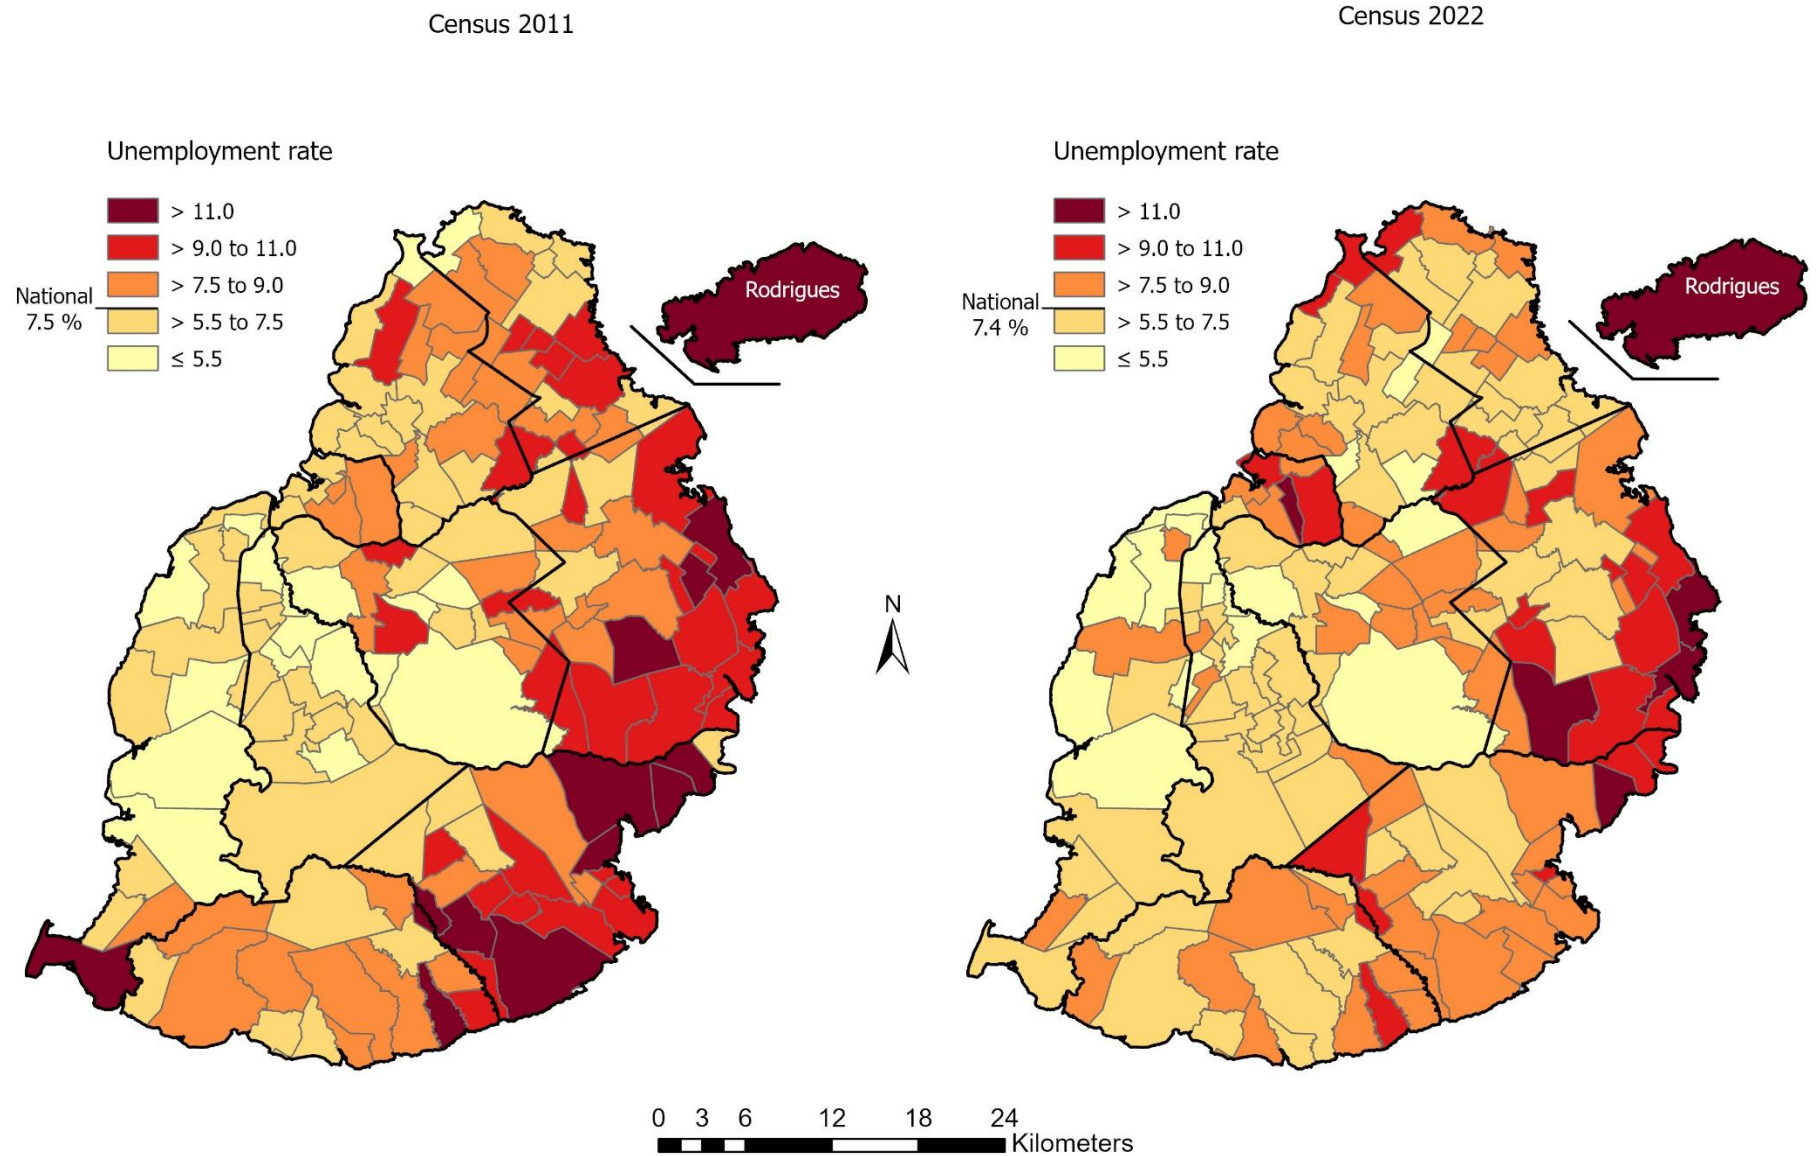 Census 2011
Census 2022
Unemployment rate
> 11.0
> 9.0 to 11.0
> 7.5 to 9.0
> 5.5 to 7.5
≤ 5.5
National
7.5 %
Rodrigues
Unemployment rate
> 11.0
> 9.0 to 11.0
> 7.5 to 9.0
> 5.5 to 7.5
≤ 5.5
National
7.4 %
Rodrigues
N
0 3 6 12 18 24
Kilometers